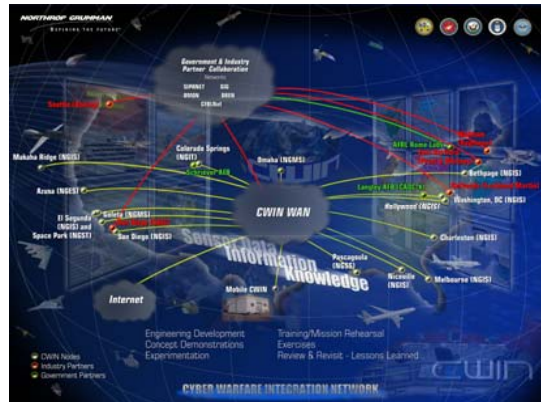 NORTHROP GRUMMAN
DEFINING THE FUTURE
Government & Industry
Partner Collaboration
Networks
SIPRNET GIG
DREN
Makaha Ridge (NGIS)
Colorado Springs
(NGIT)
Schriever AFB
Omaha (NGMS)
AFRL Rome Labs
Bethpage (NGIS)
Azusa (NGES)
Langley AFB
Hollywood (NGIS)
Washington, DC (NGIS)
El Segundo
(NGIS) and
Space Park (NGST)
Goleta (NGMS)
San Diego (NGIS)
CWIN WAN
Charleston (NGIS)
Sensor Data
Information
Knowledge
Pascagoula
(NGSS)
Niceville
(NGIS)
Melbourne (NGIS)
Internet
Mobile CWIN
Engineering Development
Concept Demonstrations
Experimentation
Training/Mission Rehearsal
Exercises
Review & Revisit - Lessons Learned
CWIN Nodes
Industry Partners
Government Partners
CYBER WARFARE INTEGRATION NETWORK
CWIN